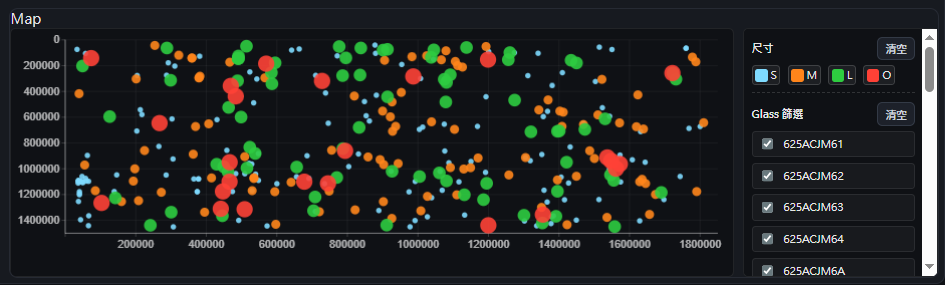 Map
0
200000
400000
600000
800000
1000000
1200000
1400000
200000 400000 600000 800000 1000000 1200000 1400000 1600000 1800000
尺寸
清空
S M L O
Glass 篩選
清空
625ACJM61
625ACJM62
625ACJM63
625ACJM64
625ACJM6A